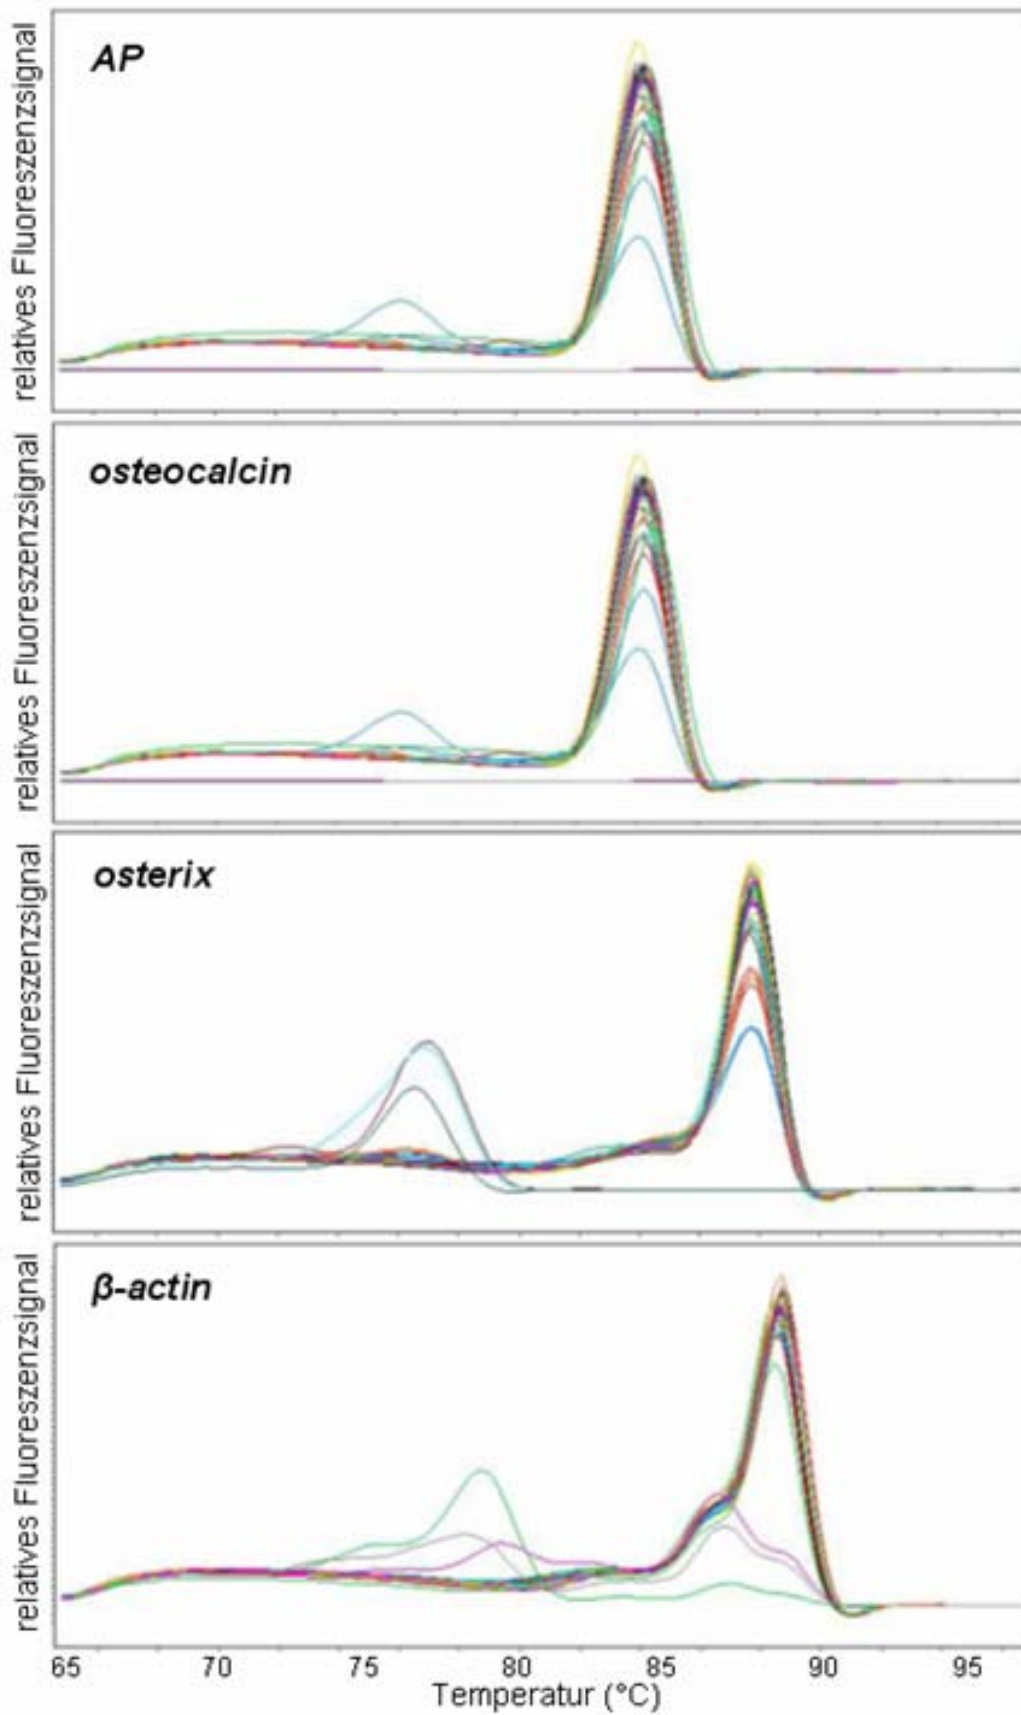 AP
relatives Fluoreszenzsignal
osteocalcin
relatives Fluoreszenzsignal
osterix
relatives Fluoreszenzsignal
β-actin
relatives Fluoreszenzsignal
65 70 75 80 85 90 95
Temperatur (°C)